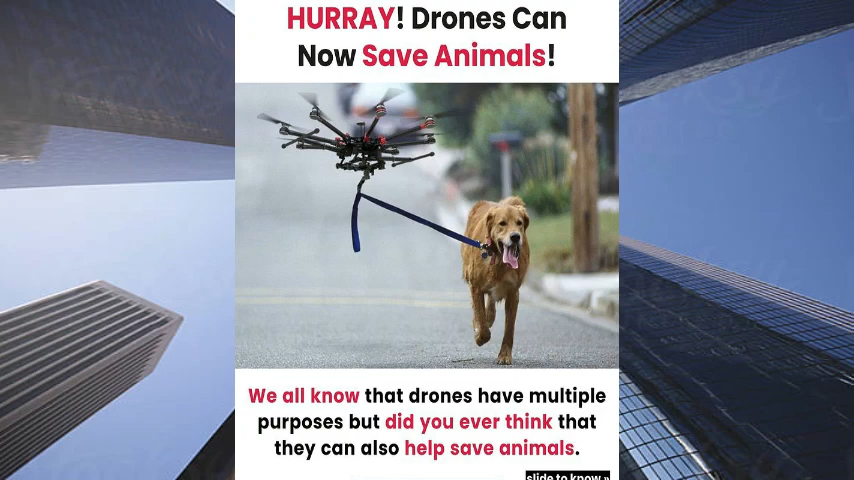 HURRAY! Drones Can
Now Save Animals!
We all know that drones have multiple
purposes but did you ever think that
they can also help save animals.
slide to know »